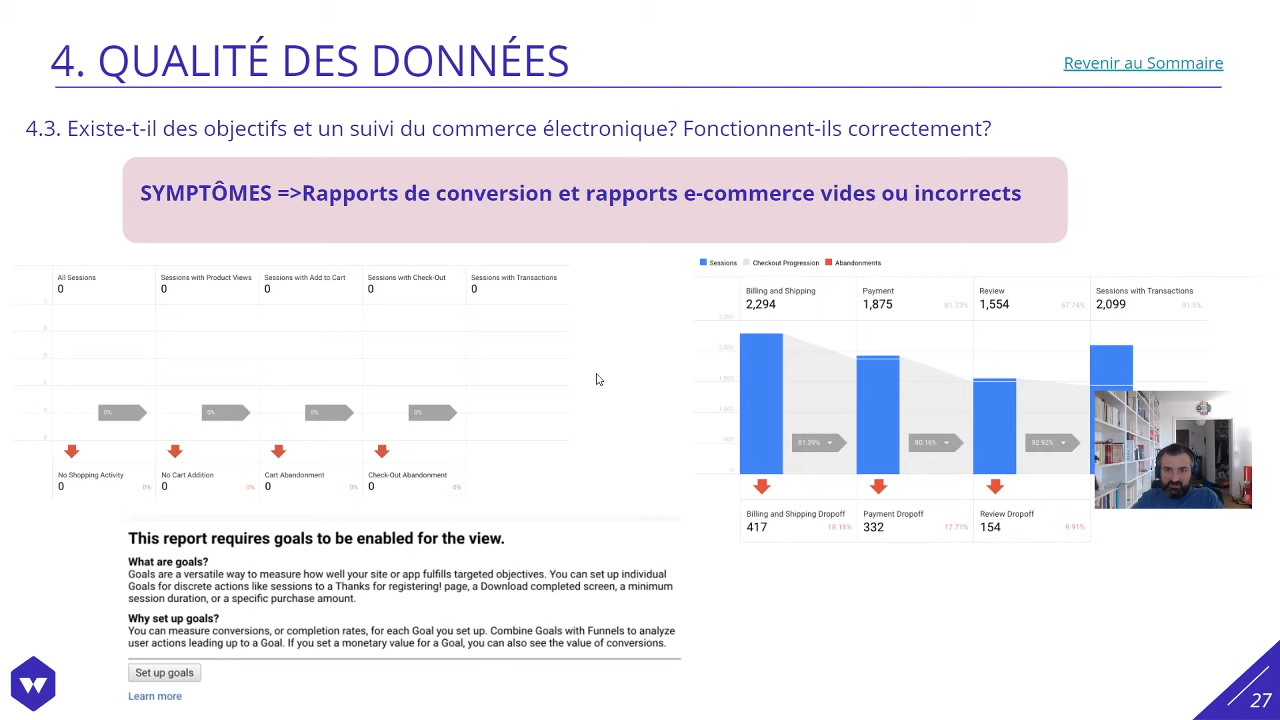 4. QUALITÉ DES DONNÉES
Revenir au Sommaire
4.3. Existe-t-il des objectifs et un suivi du commerce électronique? Fonctionnent-ils correctement?
SYMPTÔMES =>Rapports de conversion et rapports e-commerce vides ou incorrects
All Sessions
0
Sessions with Product Views
0
Sessions with Add to Cart
0
Sessions with Check-Out
0
Sessions with Transactions
0
0%
0%
0%
0%
No Shopping Activity
0
0%
No Cart Addition
0
0%
Cart Abandonment
0
0%
Check-Out Abandonment
0
0%
Sessions
Checkout Progression
Abandonments
Billing and Shipping
2,294
Payment
1,875
81.73%
Review
1,554
67.74%
Sessions with Transactions
2,099
91.5%
81.39%
80.16%
92.92%
Billing and Shipping Dropoff
417
18.18%
Payment Dropoff
332
17.71%
Review Dropoff
154
9.91%
This report requires goals to be enabled for the view.
What are goals?
Goals are a versatile way to measure how well your site or app fulfills targeted objectives. You can set up individual
Goals for discrete actions like sessions to a Thanks for registering! page, a Download completed screen, a minimum
session duration, or a specific purchase amount.
Why set up goals?
You can measure conversions, or completion rates, for each Goal you set up. Combine Goals with Funnels to analyze
user actions leading up to a Goal. If you set a monetary value for a Goal, you can also see the value of conversions.
Set up goals
Learn more
27